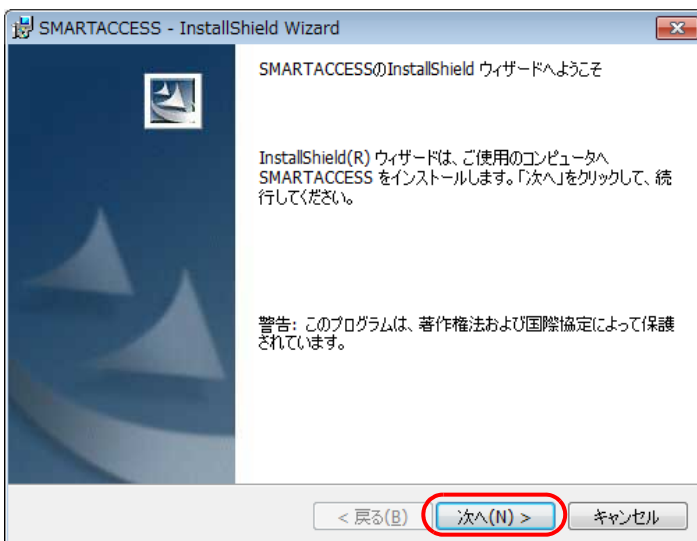 SMARTACCESS - InstallShield Wizard
SMARTACCESSのInstallShield ウィザードへようこそ
InstallShield(R) ウィザードは、ご使用のコンピュータへ
SMARTACCESS をインストールします。「次へ」をクリックして、続
行してください。
警告: このプログラムは、著作権法および国際協定によって保護
されています。
< 戻る(B)
次へ(N) >
キャンセル